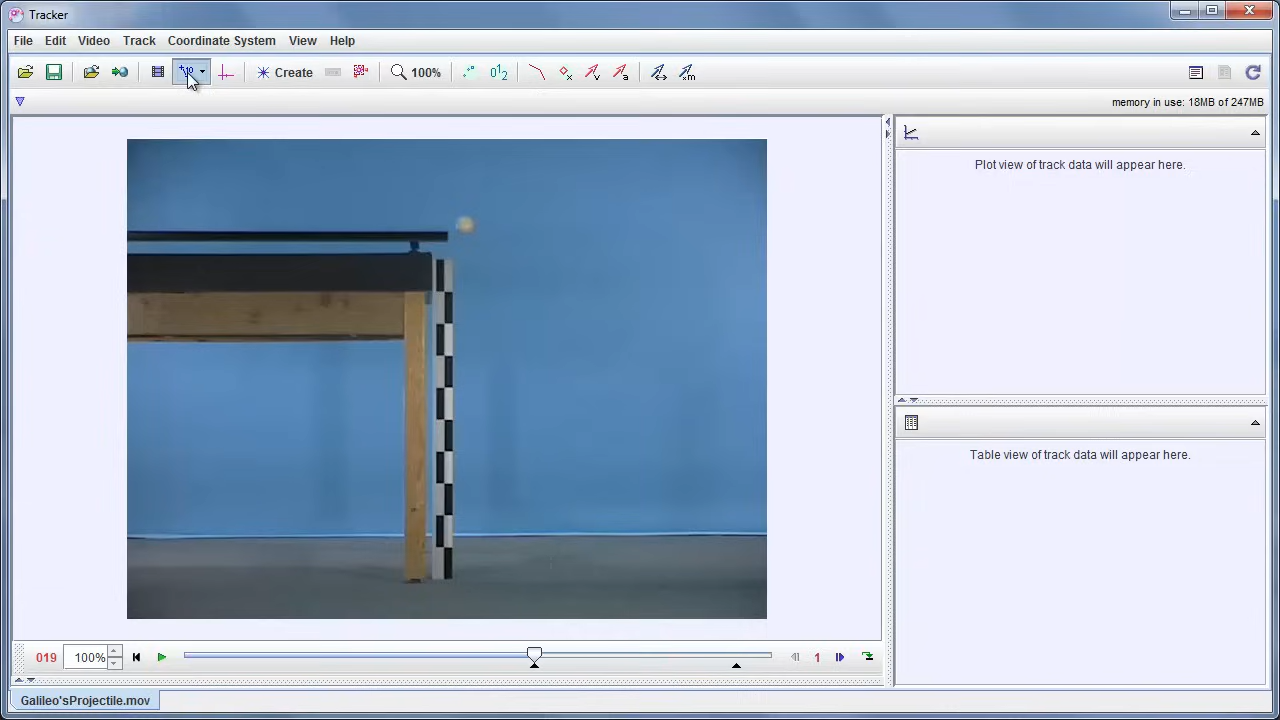 Tracker
File Edit Video Track Coordinate System View Help
Create 100%
memory in use: 18MB of 247MB
Plot view of track data will appear here.
Table view of track data will appear here.
019 100% 1
Galileo'sProjectile.mov